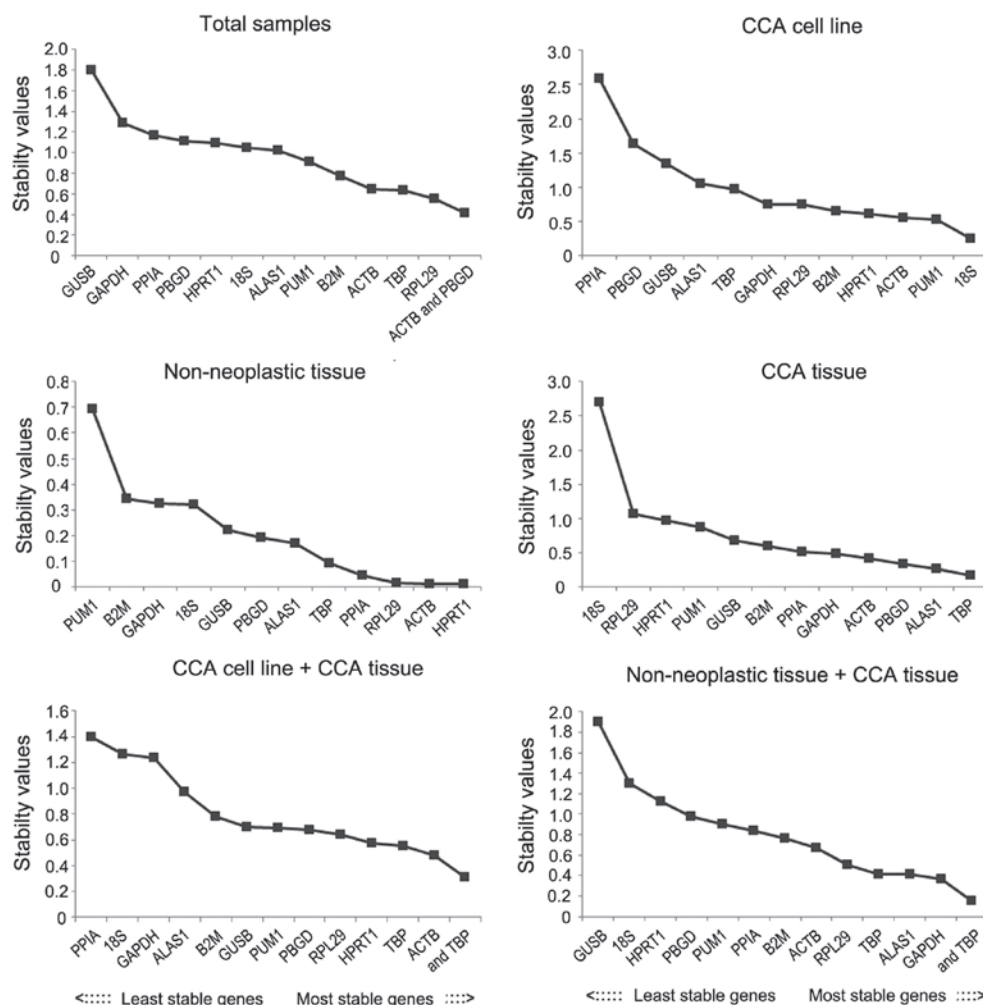 Total samples
Stabilty values
2.0
1.8
1.6
1.4
1.2
1.0
0.8
0.6
0.4
0.2
0
GUSB GAPDH PPIA PBGD HPRT1 18S ALAS1 PUM1 B2M ACTB TBP RPL29 ACTB and PBGD
CCA cell line
Stabilty values
3.0
2.5
2.0
1.5
1.0
0.5
0
PPIA PBGD GUSB ALAS1 TBP GAPDH RPL29 B2M HPRT1 ACTB PUM1 18S
Non-neoplastic tissue
Stabilty values
0.8
0.7
0.6
0.5
0.4
0.3
0.2
0.1
0
PUM1 B2M GAPDH 18S GUSB PBGD ALAS1 TBP PPIA RPL29 ACTB HPRT1
CCA tissue
Stabilty values
3.0
2.5
2.0
1.5
1.0
0.5
0
18S RPL29 HPRT1 PUM1 GUSB B2M PPIA GAPDH ACTB PBGD ALAS1 TBP
CCA cell line + CCA tissue
Stabilty values
1.6
1.4
1.2
1.0
0.8
0.6
0.4
0.2
0
PPIA 18S GAPDH ALAS1 B2M GUSB PUM1 PBGD RPL29 HPRT1 TBP ACTB and TBP
Least stable genes Most stable genes
Non-neoplastic tissue + CCA tissue
Stabilty values
2.0
1.8
1.6
1.4
1.2
1.0
0.8
0.6
0.4
0.2
0
GUSB 18S HPRT1 PBGD PUM1 PPIA B2M ACTB RPL29 TBP ALAS1 GAPDH and TBP
Least stable genes Most stable genes